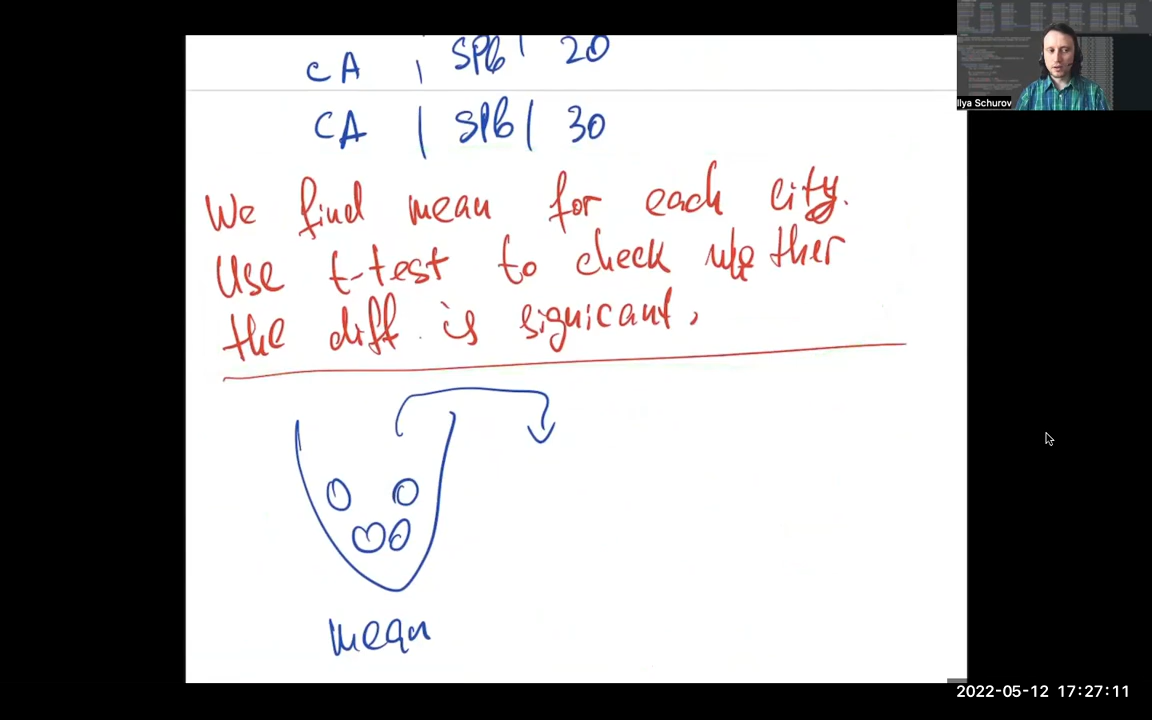 CA | SPb | 20
CA | SPb | 30
We find mean for each city.
Use t-test to check whether
the diff. is signicant.
mean
Ilya Schurov
2022-05-12 17:27:11